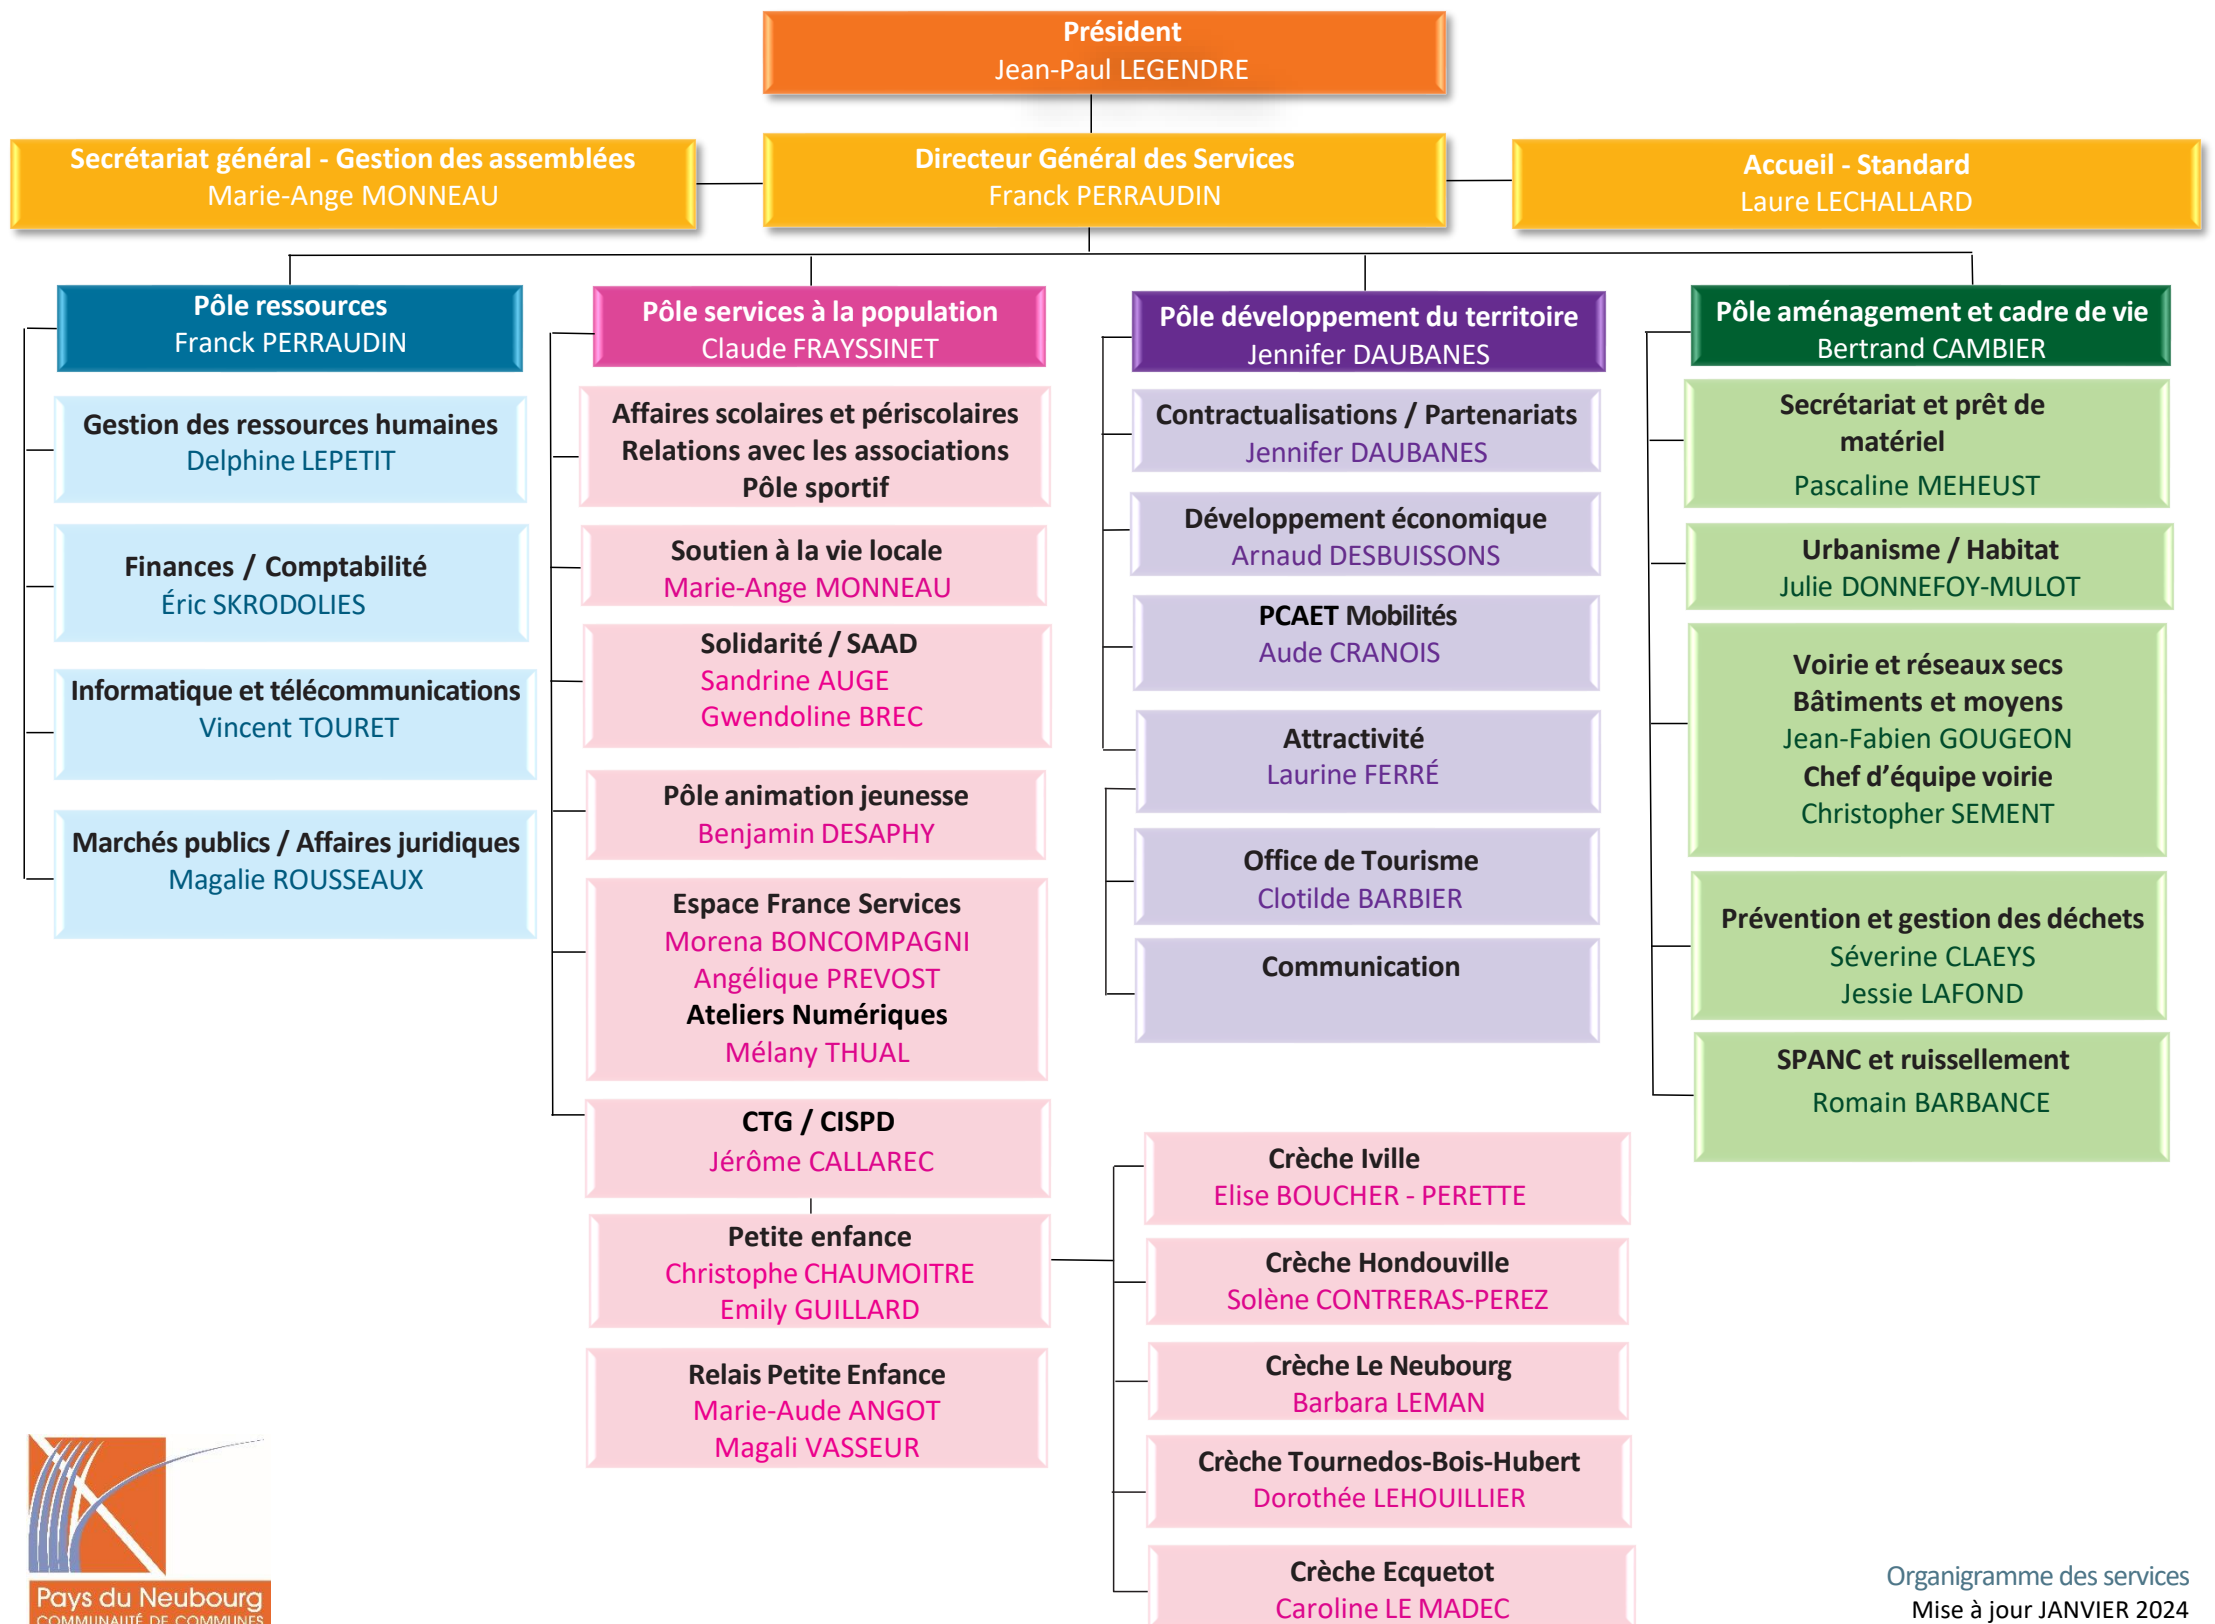 Président
Jean-Paul LEGENDRE
Secrétariat général - Gestion des assemblées
Marie-Ange MONNEAU
Directeur Général des Services
Franck PERRAUDIN
Accueil - Standard
Laure LECHALLARD
Pôle ressources
Franck PERRAUDIN
Gestion des ressources humaines
Delphine LEPETIT
Finances / Comptabilité
Éric SKRODOLIES
Informatique et télécommunications
Vincent TOURET
Marchés publics / Affaires juridiques
Magalie ROUSSEAUX
Pôle services à la population
Claude FRAYSSINET
Affaires scolaires et périscolaires
Relations avec les associations
Pôle sportif
Soutien à la vie locale
Marie-Ange MONNEAU
Solidarité / SAAD
Sandrine AUGE
Gwendoline BREC
Pôle animation jeunesse
Benjamin DESAPHY
Espace France Services
Morena BONCOMPAGNI
Angélique PREVOST
Ateliers Numériques
Mélany THUAL
CTG / CISPD
Jérôme CALLAREC
Petite enfance
Christophe CHAUMOITRE
Emily GUILLARD
Relais Petite Enfance
Marie-Aude ANGOT
Magali VASSEUR
Crèche Iville
Elise BOUCHER - PERETTE
Crèche Hondouville
Solène CONTRERAS-PEREZ
Crèche Le Neubourg
Barbara LEMAN
Crèche Tournedos-Bois-Hubert
Dorothée LEHOUILLIER
Crèche Ecquetot
Caroline LE MADEC
Pôle développement du territoire
Jennifer DAUBANES
Contractualisations / Partenariats
Jennifer DAUBANES
Développement économique
Arnaud DESBUISSONS
PCAET Mobilités
Aude CRANOIS
Attractivité
Laurine FERRÉ
Office de Tourisme
Clotilde BARBIER
Communication
Pôle aménagement et cadre de vie
Bertrand CAMBIER
Secrétariat et prêt de
matériel
Pascaline MEHEUST
Urbanisme / Habitat
Julie DONNEFOY-MULOT
Voirie et réseaux secs
Bâtiments et moyens
Jean-Fabien GOUGEON
Chef d’équipe voirie
Christopher SEMENT
Prévention et gestion des déchets
Séverine CLAEYS
Jessie LAFOND
SPANC et ruissellement
Romain BARBANCE
Pays du Neubourg
COMMUNAUTÉ DE COMMUNES
Organigramme des services
Mise à jour JANVIER 2024